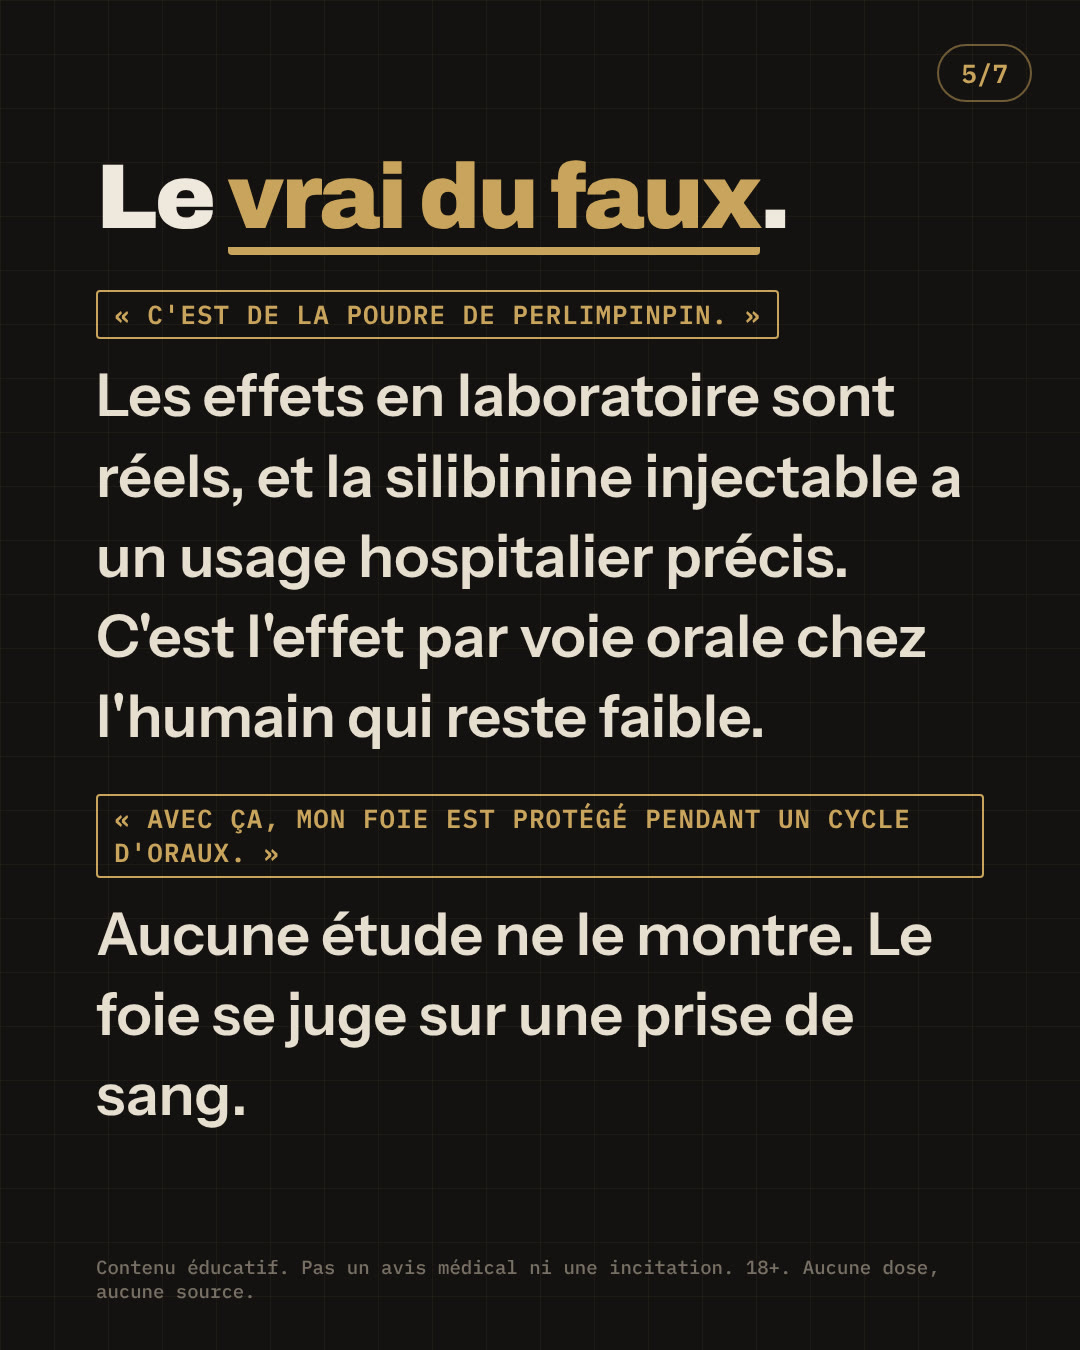 5/7
Le vrai du faux.
« C'EST DE LA POUDRE DE PERLIMPINPIN. »
Les effets en laboratoire sont
réels, et la silibinine injectable a
un usage hospitalier précis.
C'est l'effet par voie orale chez
l'humain qui reste faible.
« AVEC ÇA, MON FOIE EST PROTÉGÉ PENDANT UN CYCLE
D'ORAUX. »
Aucune étude ne le montre. Le
foie se juge sur une prise de
sang.
Contenu éducatif. Pas un avis médical ni une incitation. 18+. Aucune dose,
aucune source.